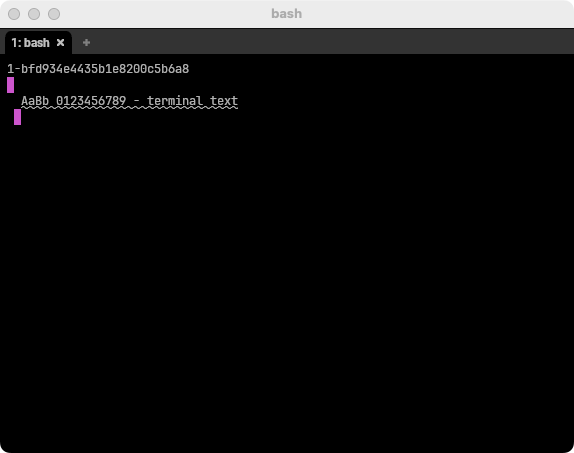 bash
1: bash × +
1-bfd934e4435b1e8200c5b6a8
AaBb 0123456789 - terminal text